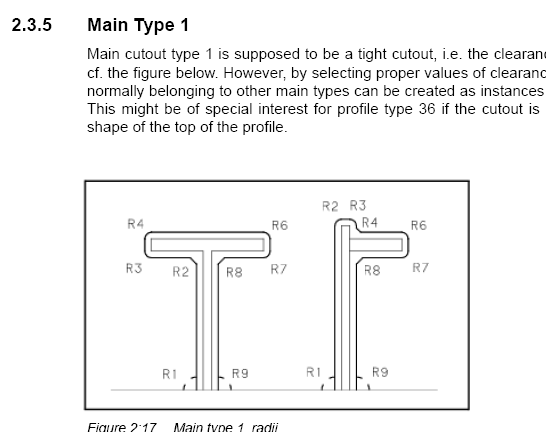 2.3.5 Main Type 1
Main cutout type 1 is supposed to be a tight cutout, i.e. the
cf. the figure below. However, by selecting proper values of
normally belonging to other main types can be created as instances
This might be of special interest for profile type 36 if the cutout is
shape of the top of the profile.
R2 R3
R4 R6 R4 R6
R3 R2 R8 R7 R8 R7
R1 R9 R1 R9
Figure 2:17 Main type 1, radii